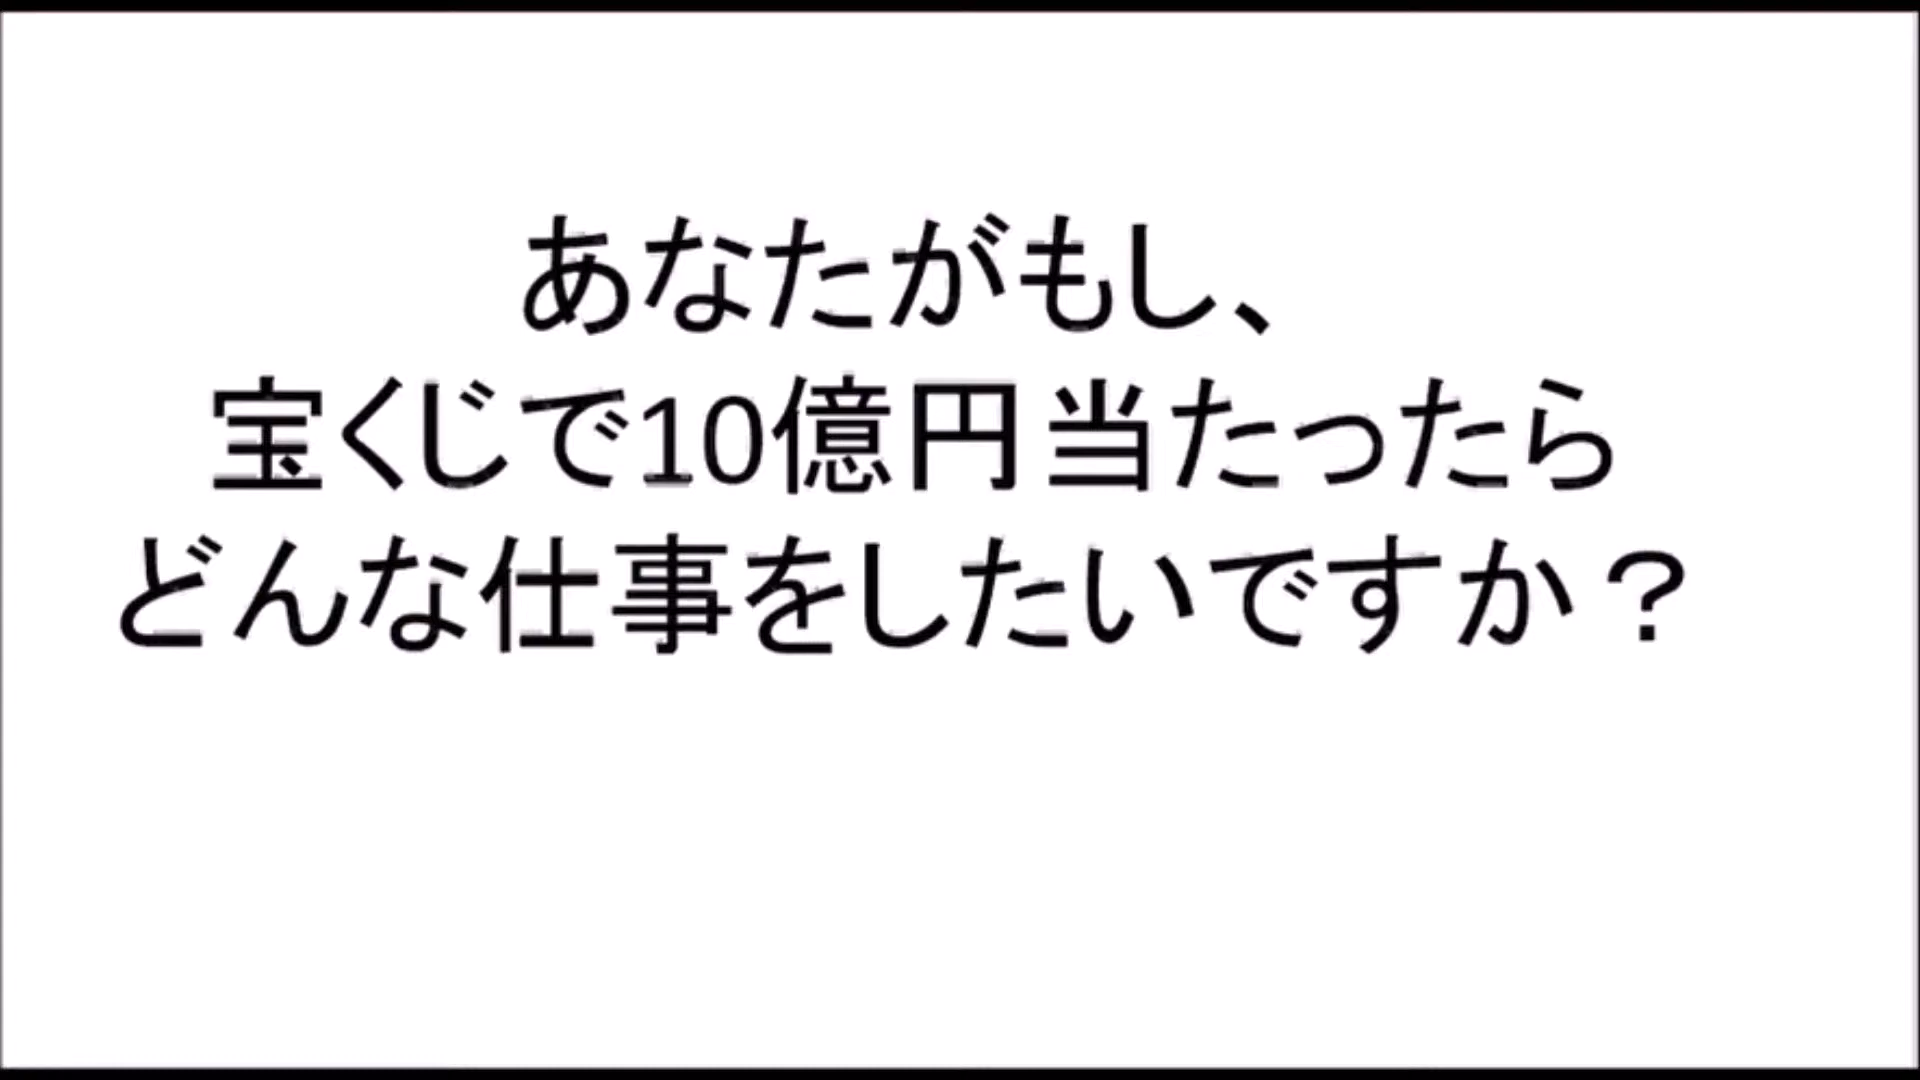 あなたがもし、
宝くじで10億円当たったら
どんな仕事をしたいですか？